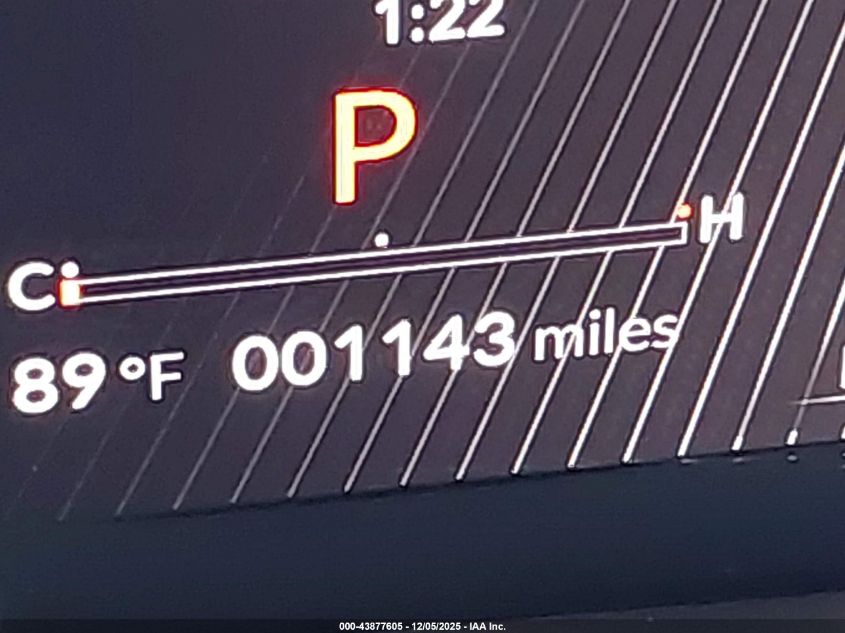 1:22
P
C H
89 °F 001143 miles
000-43877605 - 12/05/2025 - IAA Inc.